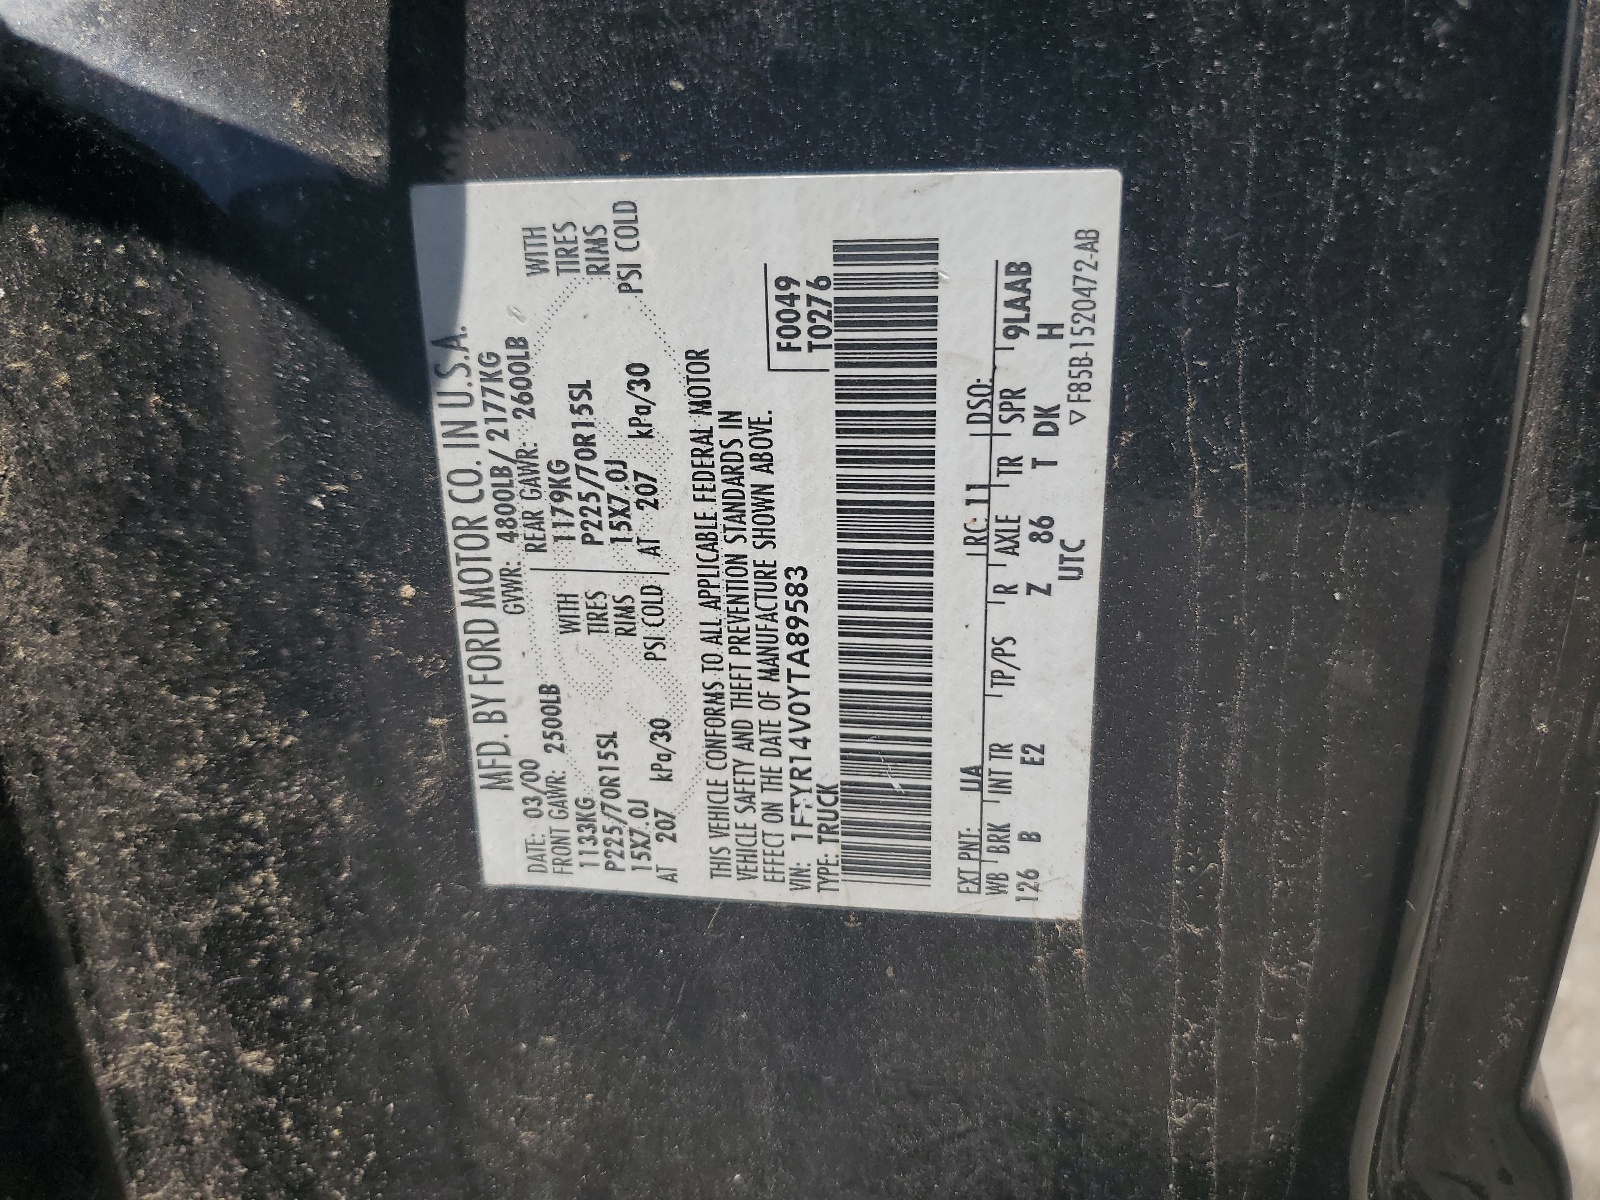 MFD. BY FORD MOTOR CO. IN U.S.A.
DATE: 03/00 GVWR: 4800LB/ 2177KG
FRONT GAWR: 2500LB REAR GAWR: 2600LB
1133KG WITH 1179KG WITH
P225/70R15SL TIRES P225/70R15SL TIRES
15X7.0J RIMS 15X7.0J RIMS
AT 207 kPa/30 PSI COLD AT 207 kPa/30 PSI COLD
THIS VEHICLE CONFORMS TO ALL APPLICABLE FEDERAL MOTOR
VEHICLE SAFETY AND THEFT PREVENTION STANDARDS IN
EFFECT ON THE DATE OF MANUFACTURE SHOWN ABOVE.
VIN: 1FTYR14V0YTA89583 F0049
TYPE: TRUCK T0276
EXT PNT: UA RC: 11 DSO:
WB BRK INT TR TP/PS R AXLE TR SPR 9LAAB
126 B E2 Z 86 T DK H
UTC
▽ F85B-1520472-AB